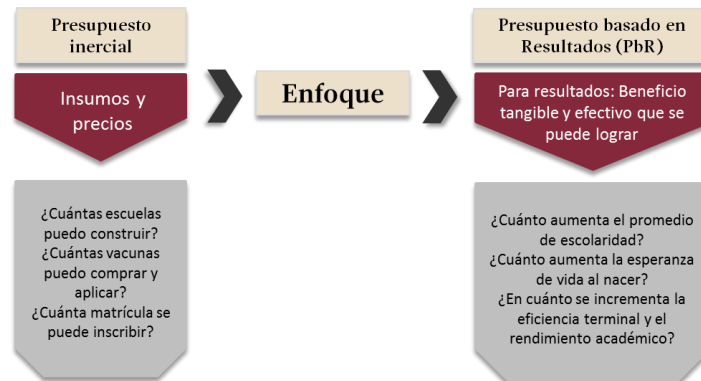 Presupuesto
inercial
Insumos y
precios
¿Cuántas escuelas
puedo construir?
¿Cuántas vacunas
puedo comprar y
aplicar?
¿Cuánta matrícula se
puede inscribir?
Enfoque
Presupuesto basado en
Resultados (PbR)
Para resultados: Beneficio
tangible y efectivo que se
puede lograr
¿Cuánto aumenta el promedio
de escolaridad?
¿Cuánto aumenta la esperanza
de vida al nacer?
¿En cuánto se incrementa la
eficiencia terminal y el
rendimiento académico?